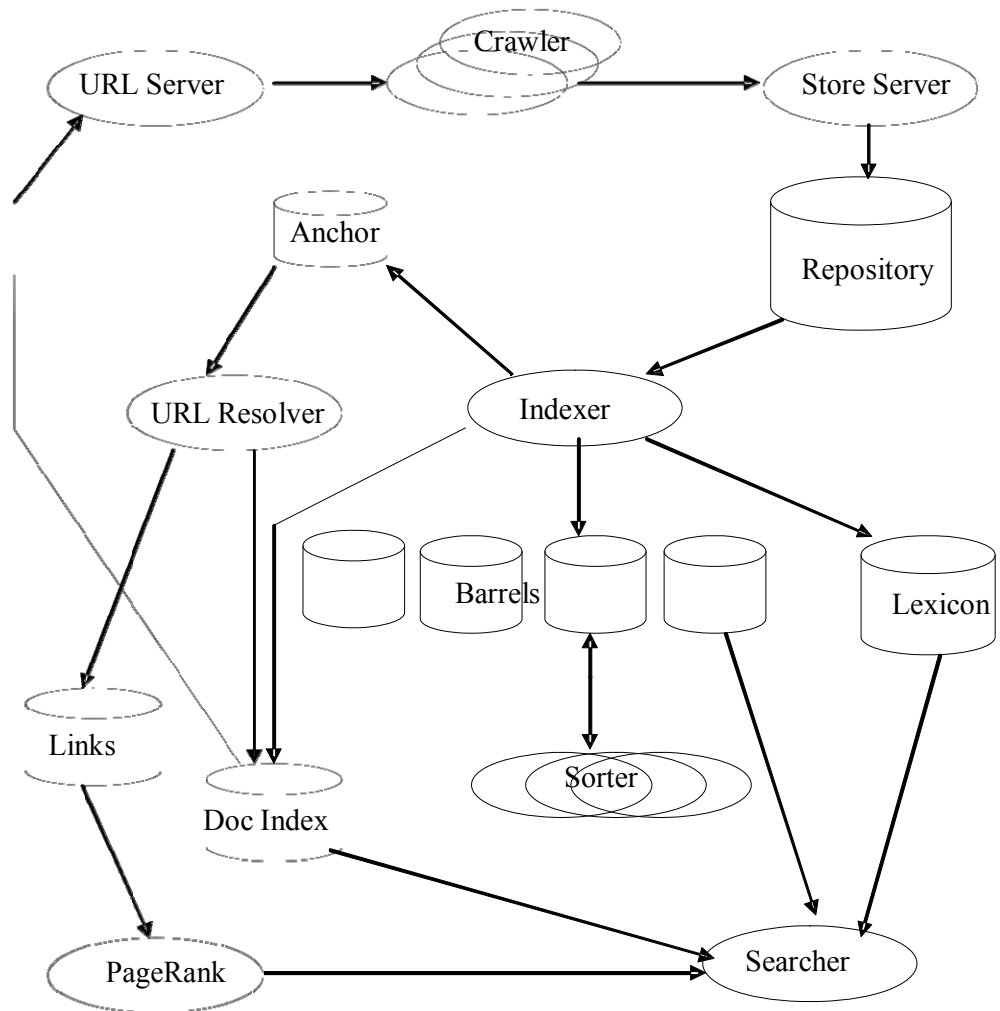 Crawler
URL Server
Store Server
Anchor
Repository
URL Resolver
Indexer
Barrels
Lexicon
Links
Sorter
Doc Index
PageRank
Searcher